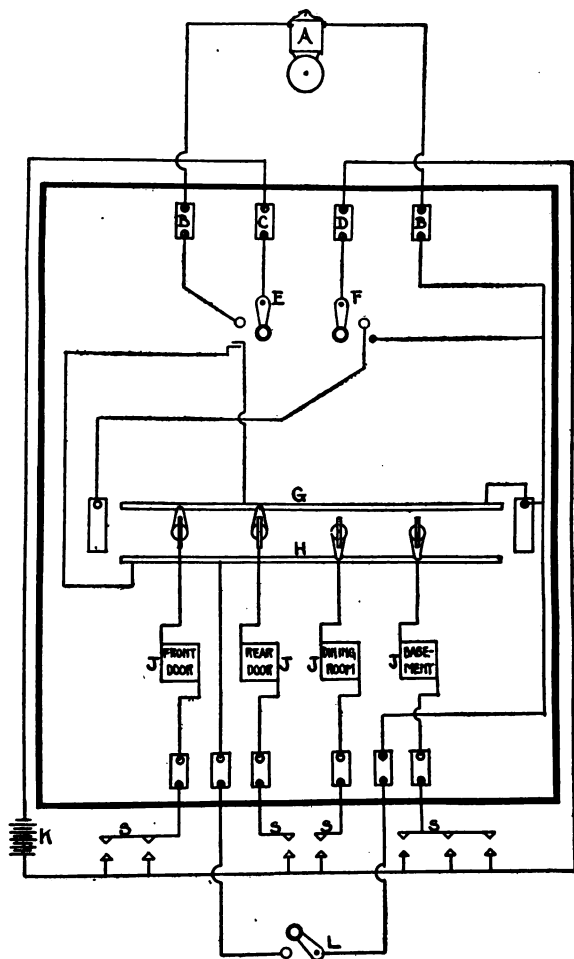 A
B C D B
E F
G
H
J FRONT DOOR REAR DOOR J J DINING ROOM J BASE-MENT
K S S S S
L